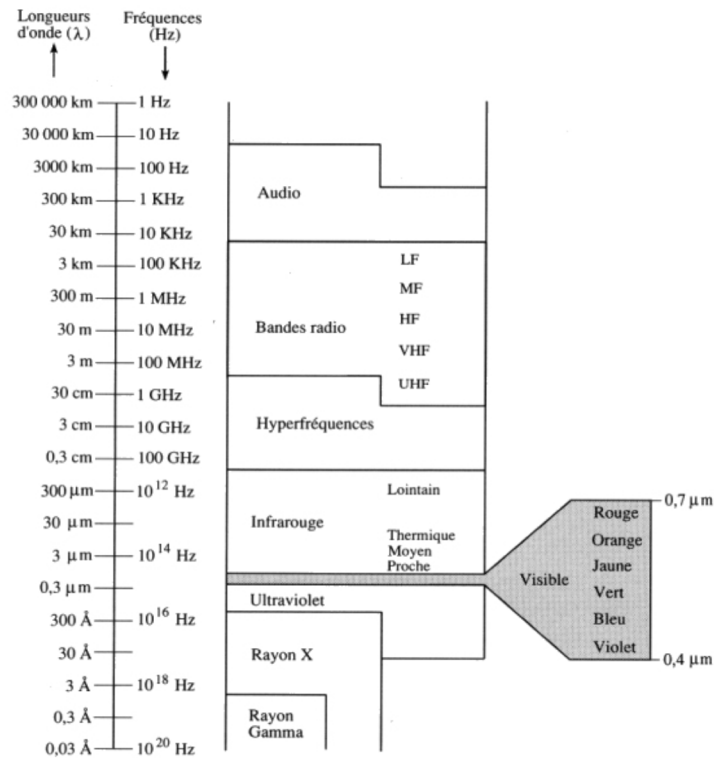 Longueurs
d'onde (λ)
Fréquences
(Hz)
300 000 km
1 Hz
30 000 km
10 Hz
3000 km
100 Hz
300 km
1 KHz
30 km
10 KHz
3 km
100 KHz
300 m
1 MHz
30 m
10 MHz
3 m
100 MHz
30 cm
1 GHz
3 cm
10 GHz
0,3 cm
100 GHz
300 µm
10¹² Hz
30 µm
3 µm
10¹⁴ Hz
0,3 µm
300 Å
10¹⁶ Hz
30 Å
3 Å
10¹⁸ Hz
0,3 Å
0,03 Å
10²⁰ Hz
Audio
Bandes radio
LF
MF
HF
VHF
UHF
Hyperfréquences
Infrarouge
Lointain
Thermique
Moyen
Proche
Ultraviolet
Rayon X
Rayon
Gamma
Visible
0,7 µm
Rouge
Orange
Jaune
Vert
Bleu
Violet
0,4 µm